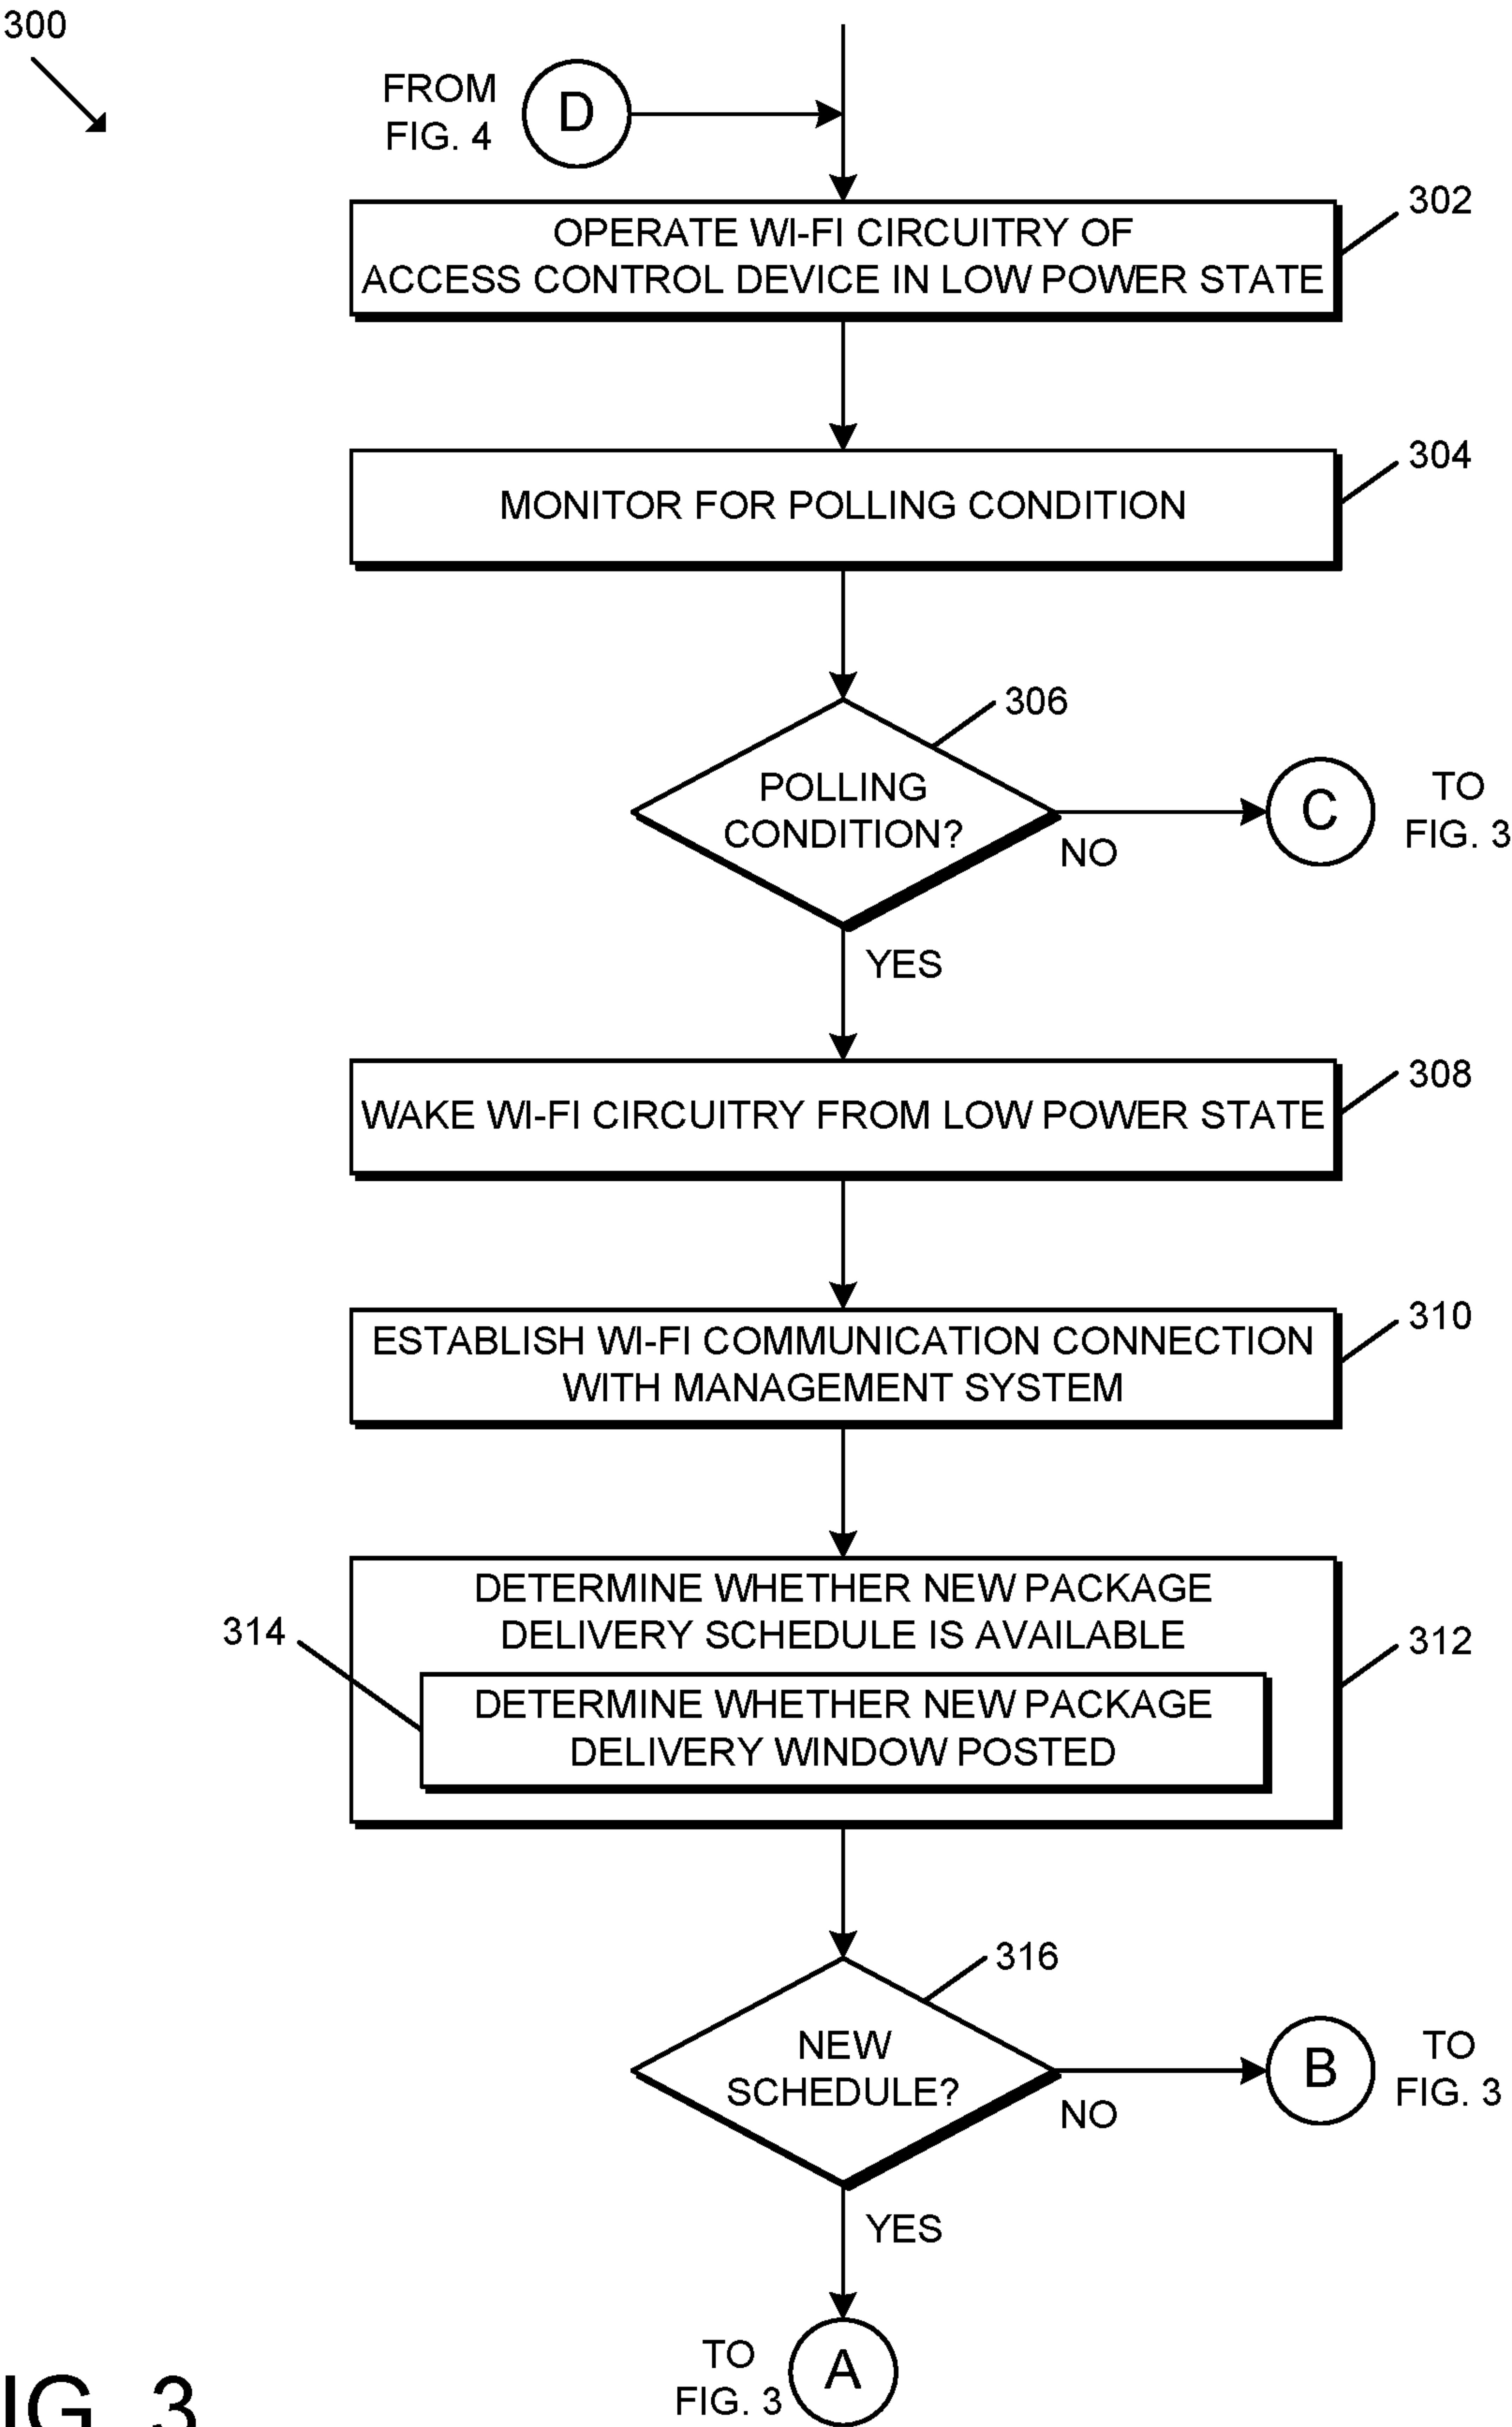 300
FROM
FIG. 4
D
302
OPERATE WI-FI CIRCUITRY OF
ACCESS CONTROL DEVICE IN LOW POWER STATE
304
MONITOR FOR POLLING CONDITION
306
POLLING
CONDITION?
NO
C
TO
FIG. 3
YES
308
WAKE WI-FI CIRCUITRY FROM LOW POWER STATE
310
ESTABLISH WI-FI COMMUNICATION CONNECTION
WITH MANAGEMENT SYSTEM
312
DETERMINE WHETHER NEW PACKAGE
DELIVERY SCHEDULE IS AVAILABLE
314
DETERMINE WHETHER NEW PACKAGE
DELIVERY WINDOW POSTED
316
NEW
SCHEDULE?
NO
B
TO
FIG. 3
YES
TO
FIG. 3
A
IG. 3